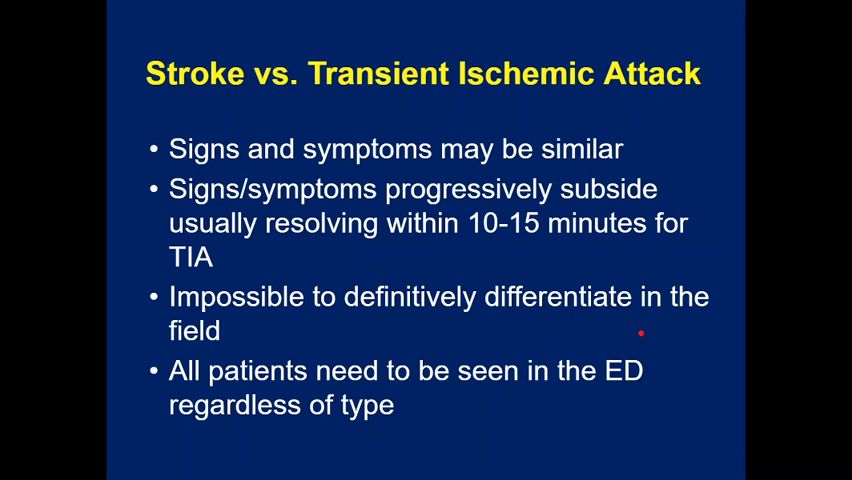 Stroke vs. Transient Ischemic Attack
• Signs and symptoms may be similar
• Signs/symptoms progressively subside
usually resolving within 10-15 minutes for
TIA
• Impossible to definitively differentiate in the
field
• All patients need to be seen in the ED
regardless of type